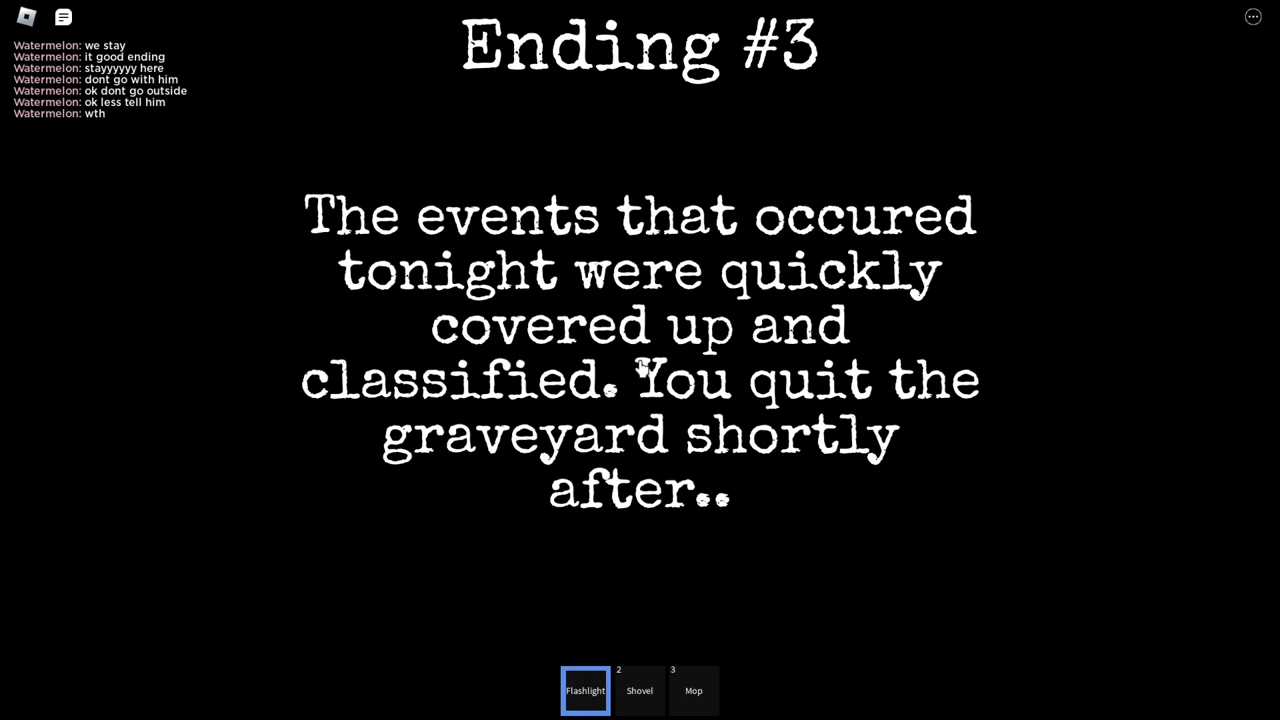 Ending #3
Watermelon: we stay
Watermelon: it good ending
Watermelon: stayyyyyy here
Watermelon: dont go with him
Watermelon: ok dont go outside
Watermelon: ok less tell him
Watermelon: wth
The events that occured
tonight were quickly
covered up and
classified. You quit the
graveyard shortly
after..
Flashlight
2
Shovel
3
Mop